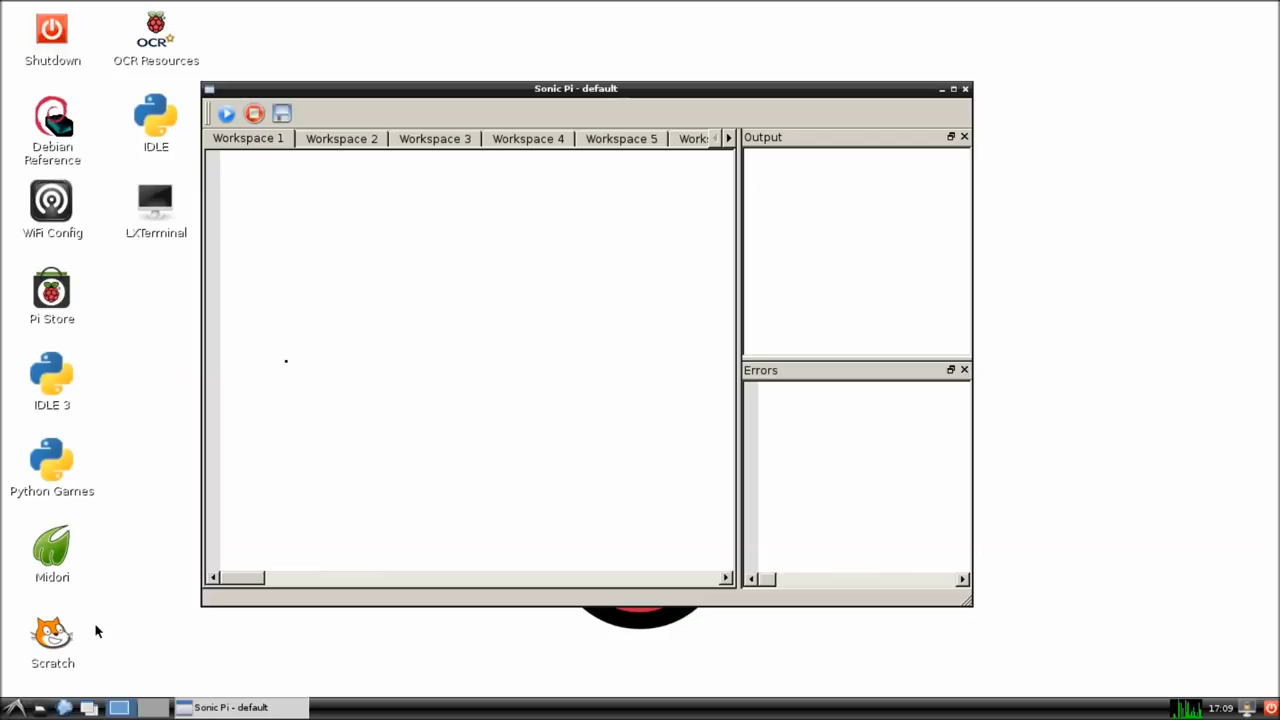 Shutdown
OCR
OCR Resources
Debian
Reference
IDLE
WiFi Config
LXTerminal
Pi Store
IDLE 3
Python Games
Midori
Scratch
Sonic Pi - default
Workspace 1
Workspace 2
Workspace 3
Workspace 4
Workspace 5
Works
Output
Errors
Sonic Pi - default
17:09